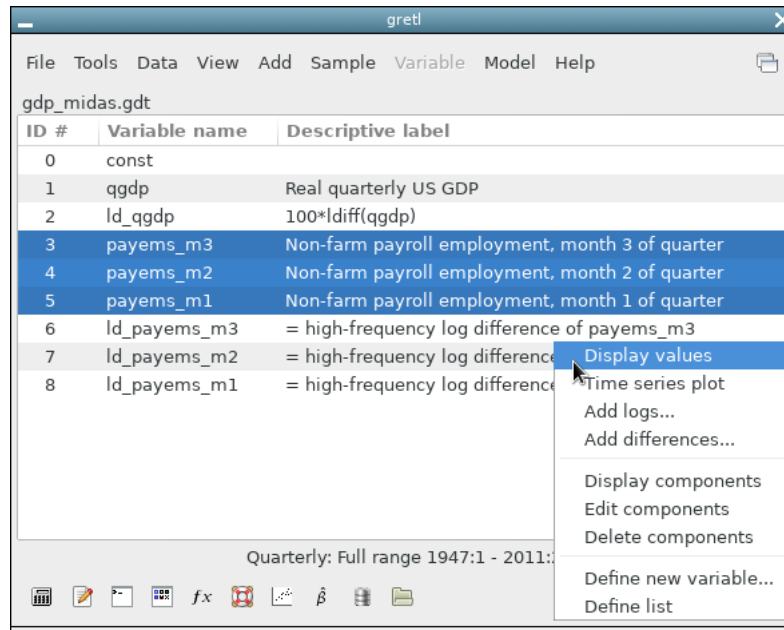 gretl
File Tools Data View Add Sample Variable Model Help
gdp_midas.gdt
ID # Variable name Descriptive label
0 const
1 qgdp Real quarterly US GDP
2 ld_qgdp 100*ldiff(qgdp)
3 payems_m3 Non-farm payroll employment, month 3 of quarter
4 payems_m2 Non-farm payroll employment, month 2 of quarter
5 payems_m1 Non-farm payroll employment, month 1 of quarter
6 ld_payems_m3 = high-frequency log difference of payems_m3
7 ld_payems_m2 = high-frequency log difference
8 ld_payems_m1 = high-frequency log difference
Display values
Time series plot
Add logs...
Add differences...
Display components
Edit components
Delete components
Define new variable...
Define list
Quarterly: Full range 1947:1 - 2011:
fx β̂